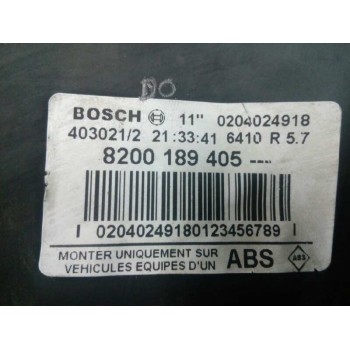 DO
BOSCH 11" 0204024918
403021/2 21:33:41 6410 R 5.7
8200 189 405 ---
I 02040249180123456789 I
MONTER UNIQUEMENT SUR
VEHICULES EQUIPES D'UN ABS ABS